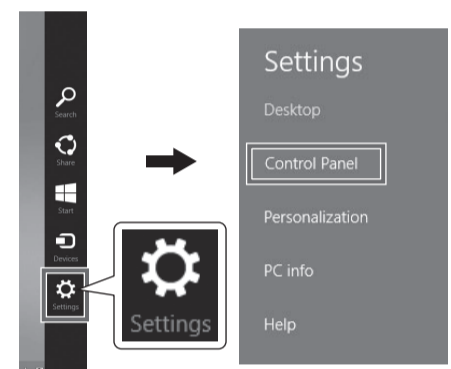 Search
Share
Start
Devices
Settings
Settings
Settings
Desktop
Control Panel
Personalization
PC info
Help